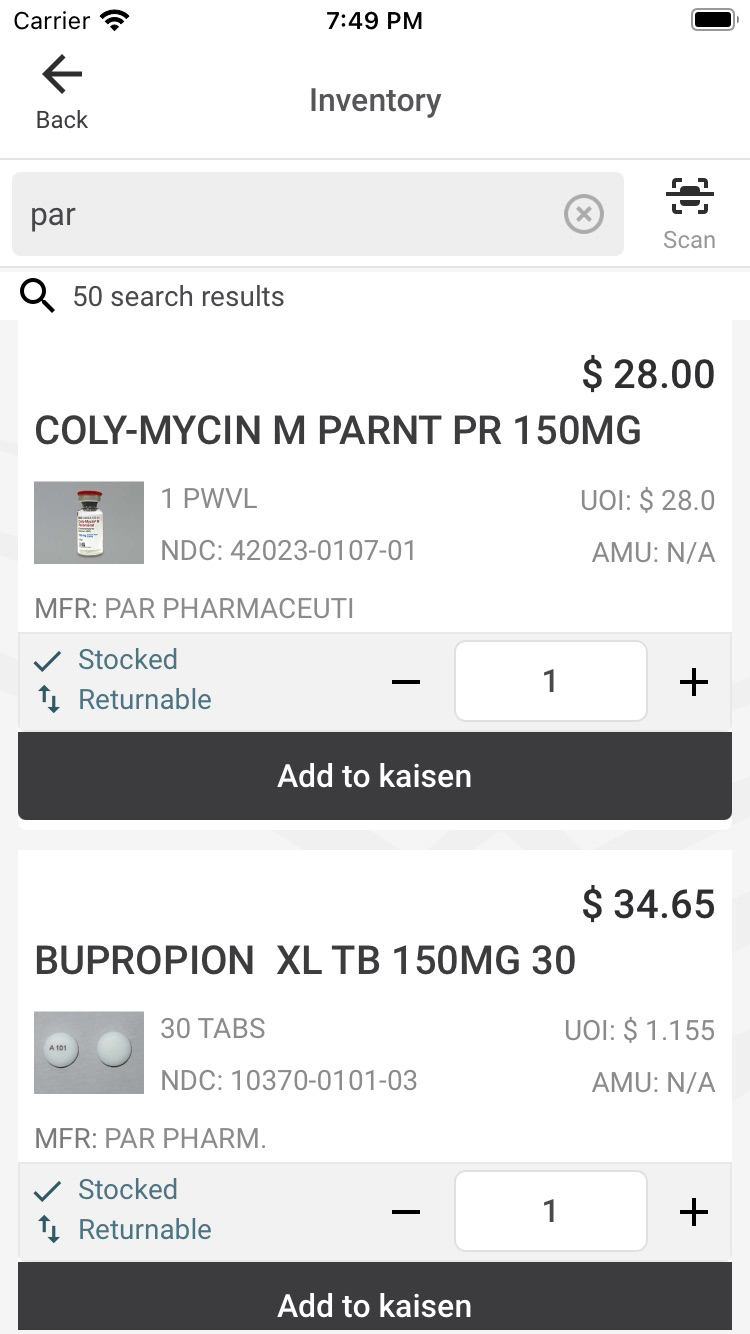 Carrier 7:49 PM
Back
Inventory
par
Scan
50 search results
$ 28.00
COLY-MYCIN M PARNT PR 150MG
1 PWVL UOI: $ 28.0
NDC: 42023-0107-01 AMU: N/A
MFR: PAR PHARMACEUTI
Stocked
Returnable
1
Add to kaisen
$ 34.65
BUPROPION  XL TB 150MG 30
A 101
30 TABS UOI: $ 1.155
NDC: 10370-0101-03 AMU: N/A
MFR: PAR PHARM.
Stocked
Returnable
1
Add to kaisen